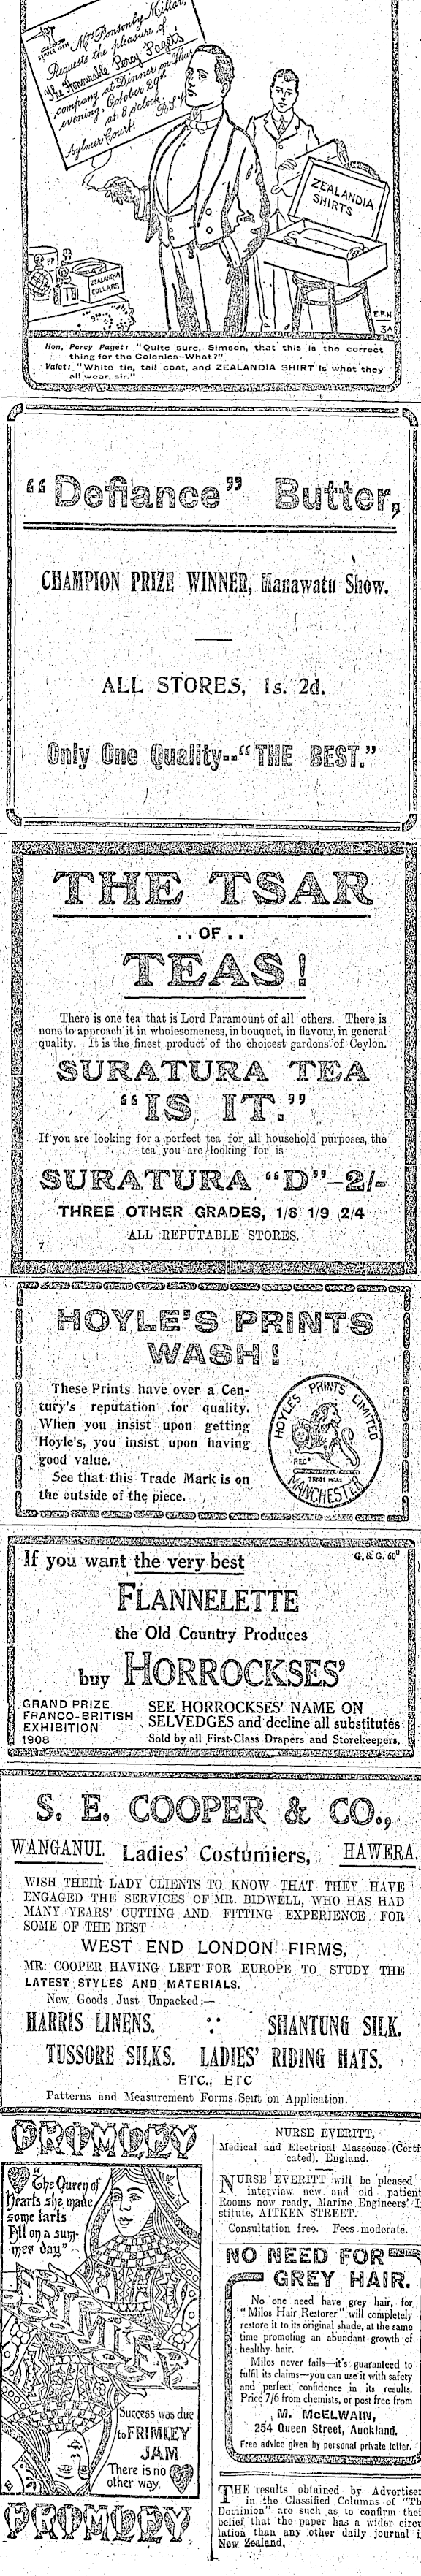 Mrs Ponsonby Millar,
Requests the pleasure of
The Honorable Percy Paget's
company at Dinner on Thurs
evening, October 29th
at 8 o'clock.
R.S.V.P
Aylmer Court.
ZEALANDIA
SHIRTS
ZEALANDIA
COLLARS
E.F.H
3A
Hon. Percy Paget: "Quite sure, Simson, that this is the correct
thing for the Colonies—What?"
Valet: "White tie, tail coat, and ZEALANDIA SHIRT is what they
all wear, sir."
"Defiance" Butter,
CHAMPION PRIZE WINNER, Manawatu Show.
ALL STORES, 1s. 2d.
Only One Quality--"THE BEST."
THE TSAR
..OF..
TEAS!
There is one tea that is Lord Paramount of all others. There is
none to approach it in wholesomeness, in bouquet, in flavour, in general
quality. It is the finest product of the choicest gardens of Ceylon.
SURATURA TEA
"IS IT."
If you are looking for a perfect tea for all household purposes, the
tea you are looking for is
SURATURA "D"—2/-
THREE OTHER GRADES, 1/6 1/9 2/4
ALL REPUTABLE STORES.
7
HOYLE'S PRINTS
WASH!
These Prints have over a Cen-
tury's reputation for quality.
When you insist upon getting
Hoyle's, you insist upon having
good value.
See that this Trade Mark is on
the outside of the piece.
HOYLES PRINTS LIMITED
REGD
TRADE MARK
MANCHESTER
If you want the very best
G. & G. 60
FLANNELETTE
the Old Country Produces
buy HORROCKSES'
GRAND PRIZE
FRANCO-BRITISH
EXHIBITION
1908
SEE HORROCKSES' NAME ON
SELVEDGES and decline all substitutes
Sold by all First-Class Drapers and Storekeepers.
S. E. COOPER & CO.,
WANGANUI. Ladies' Costumiers, HAWERA.
WISH THEIR LADY CLIENTS TO KNOW THAT THEY HAVE
ENGAGED THE SERVICES OF MR. BIDWELL, WHO HAS HAD
MANY YEARS' CUTTING AND FITTING EXPERIENCE FOR
SOME OF THE BEST
WEST END LONDON FIRMS,
MR. COOPER HAVING LEFT FOR EUROPE TO STUDY THE
LATEST STYLES AND MATERIALS.
New Goods Just Unpacked:—
HARRIS LINENS. SHANTUNG SILK.
TUSSORE SILKS. LADIES' RIDING HATS.
ETC., ETC
Patterns and Measurement Forms Sent on Application.
FRIMLEY
"The Queen of
Hearts she made
some tarts
All on a sum-
mer day"
FRIMLEY
Success was due
to FRIMLEY
JAM
There is no
other way.
FRIMLEY
NURSE EVERITT,
Medical and Electrical Masseuse (Certi
cated), England.
NURSE EVERITT will be pleased
interview new and old patient
Rooms now ready, Marine Engineers' I
stitute, AITKEN STREET.
Consultation free. Fees moderate.
NO NEED FOR
GREY HAIR.
No one need have grey hair, for
"Milos Hair Restorer" will completely
restore it to its original shade, at the same
time promoting an abundant growth of
healthy hair.
Milos never fails—it's guaranteed to
fulfil its claims—you can use it with safety
and perfect confidence in its results.
Price 7/6 from chemists, or post free from
M. McELWAIN,
254 Queen Street, Auckland.
Free advice given by personal private letter.
THE results obtained by Advertiser
in the Classified Columns of "Th
Dominion" are such as to confirm thei
belief that the paper has a wider circu
lation than any other daily journal i
New Zealand.